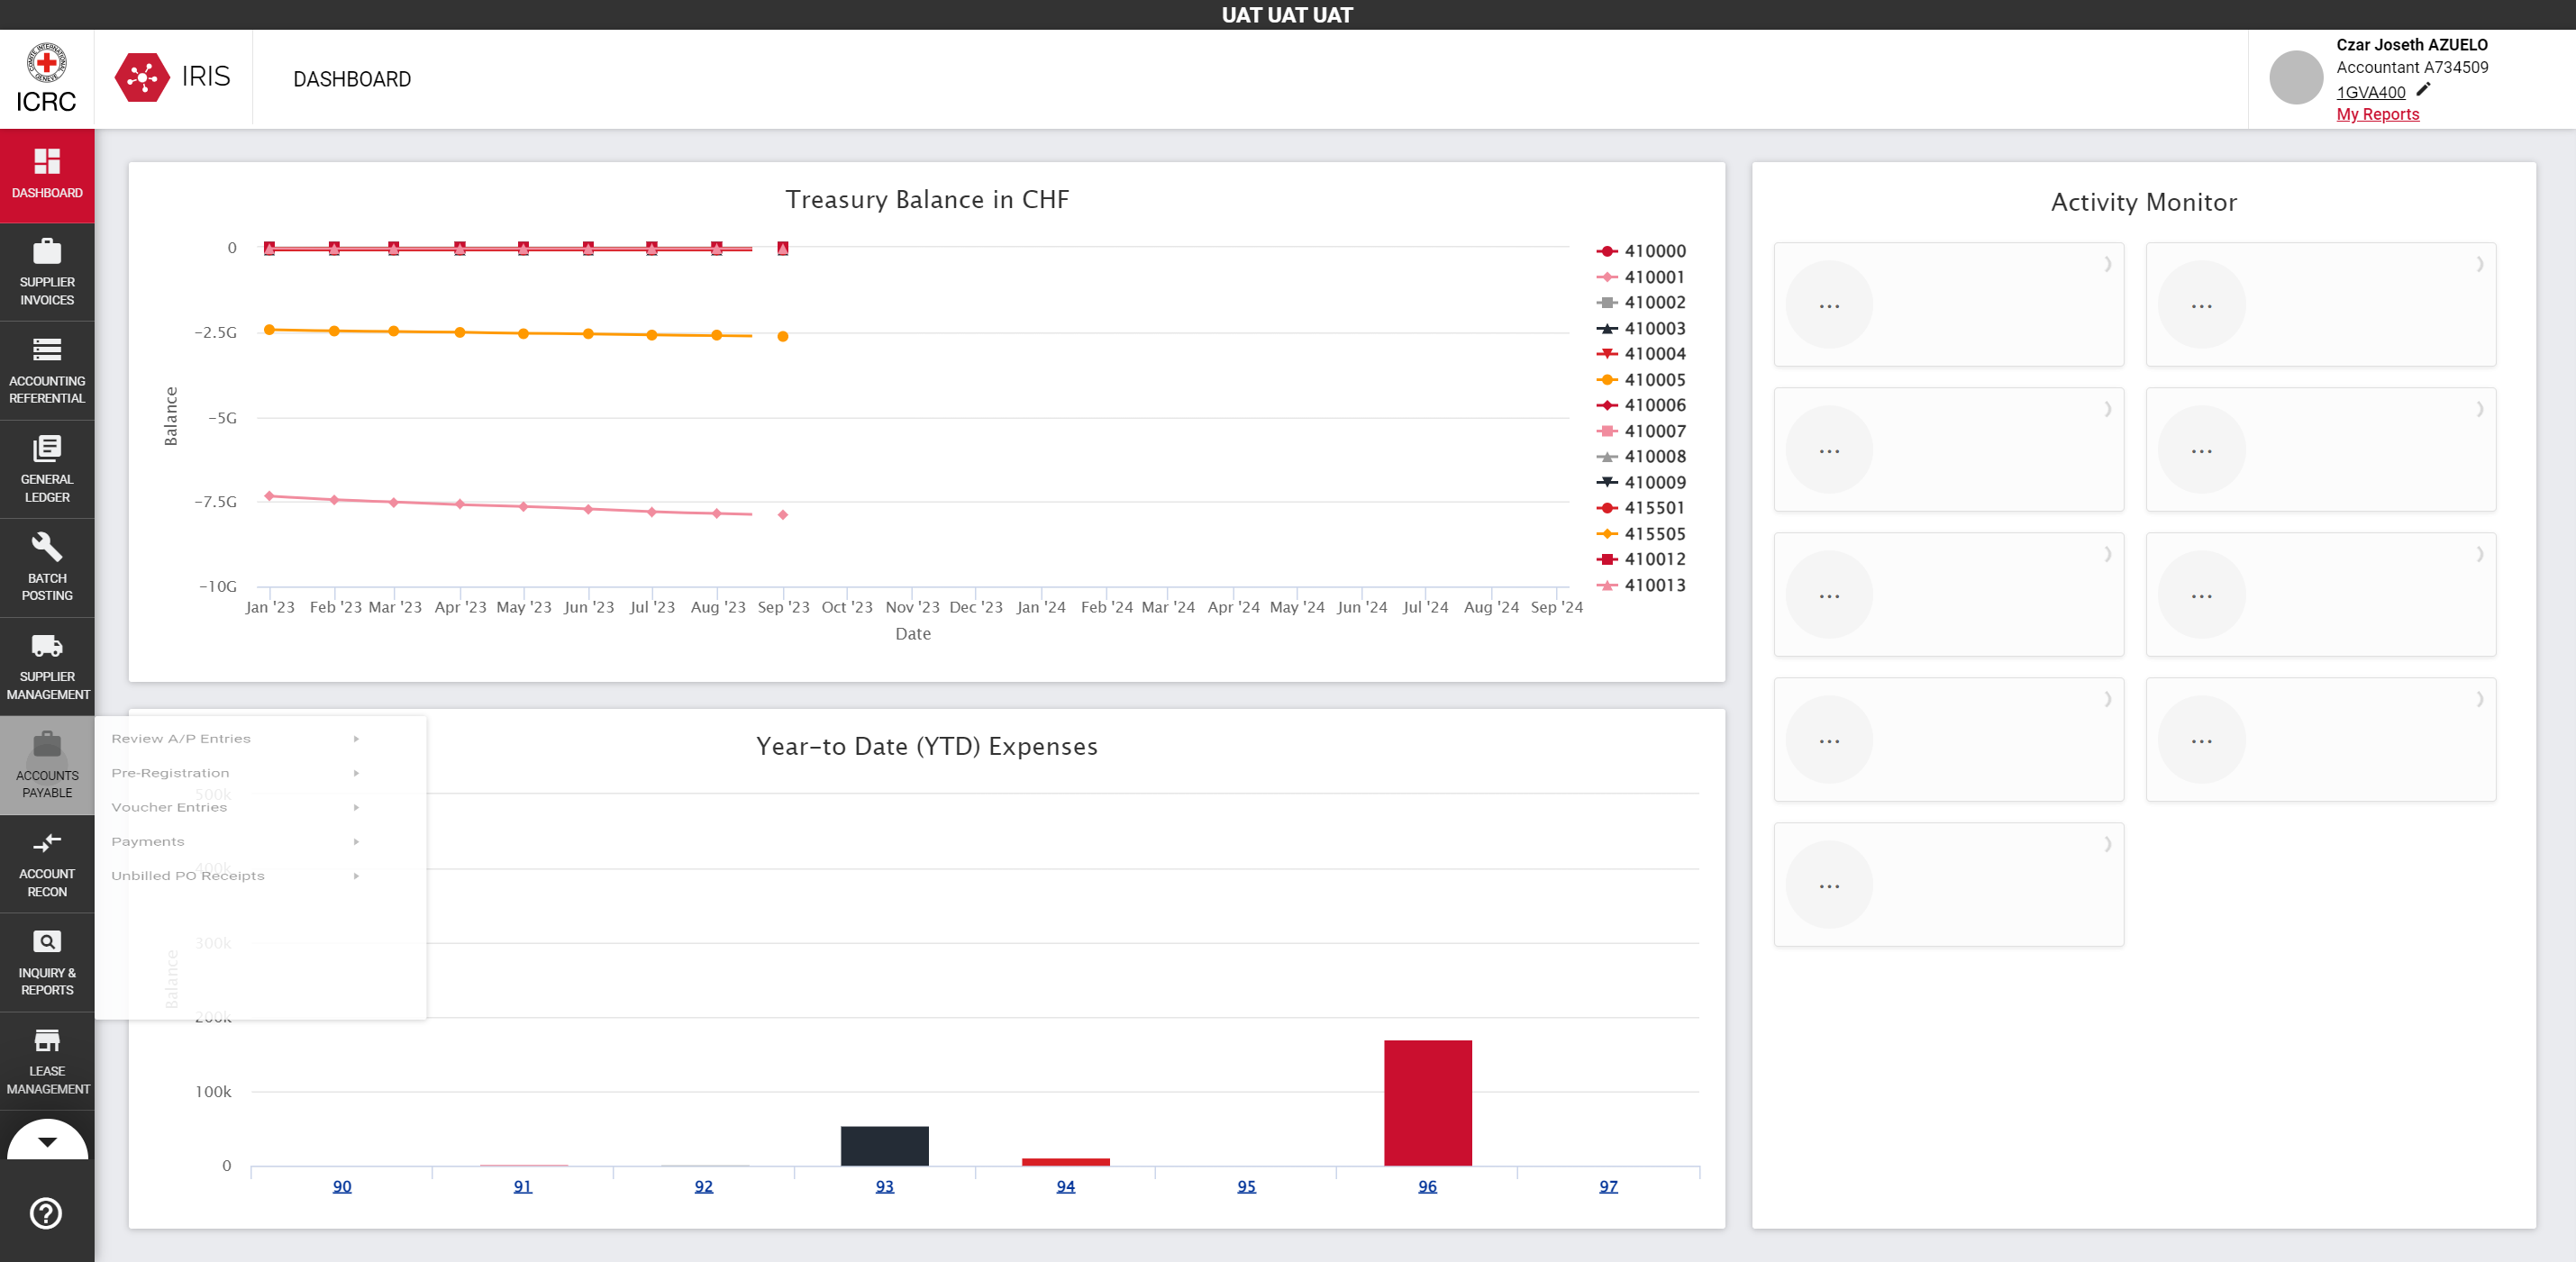 UAT UAT UAT
ICRC
IRIS
DASHBOARD
Czar Joseth AZUELO
Accountant A734509
1GVA400
My Reports
DASHBOARD
SUPPLIER
INVOICES
ACCOUNTING
REFERENTIAL
GENERAL
LEDGER
BATCH
POSTING
SUPPLIER
MANAGEMENT
ACCOUNTS
PAYABLE
ACCOUNT
RECON
INQUIRY &
REPORTS
LEASE
MANAGEMENT
Review A/P Entries
Pre-Registration
Voucher Entries
Payments
Unbilled PO Receipts
Treasury Balance in CHF
Balance
0
-2.5G
-5G
-7.5G
-10G
Jan '23 Feb '23 Mar '23 Apr '23 May '23 Jun '23 Jul '23 Aug '23 Sep '23 Oct '23 Nov '23 Dec '23 Jan '24 Feb '24 Mar '24 Apr '24 May '24 Jun '24 Jul '24 Aug '24 Sep '24
Date
410000
410001
410002
410003
410004
410005
410006
410007
410008
410009
415501
415505
410012
410013
Year-to Date (YTD) Expenses
Balance
500k
400k
300k
200k
100k
0
90 91 92 93 94 95 96 97
Activity Monitor
... ...
... ...
... ...
... ...
...